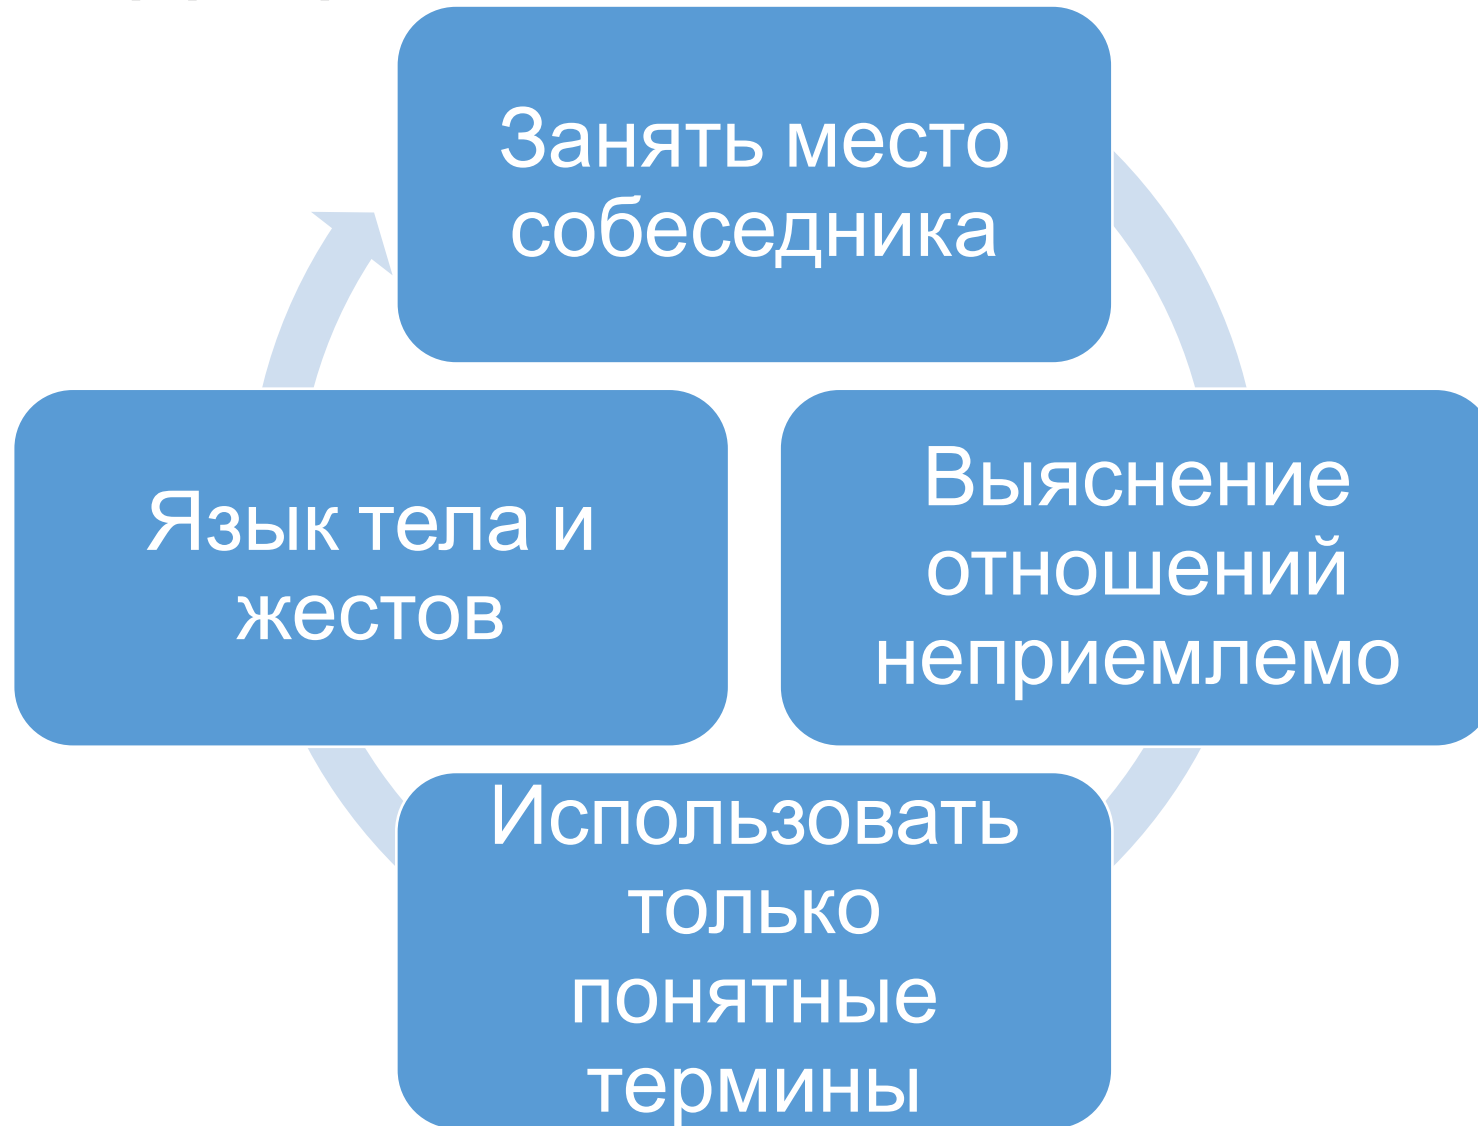 Занять место
собеседника
Выяснение
отношений
неприемлемо
Использовать
только
понятные
термины
Язык тела и
жестов